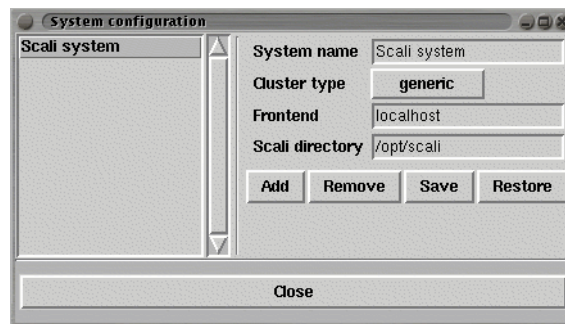 System configuration
Scali system
System name Scali system
Cluster type generic
Frontend localhost
Scali directory /opt/scali
Add Remove Save Restore
Close